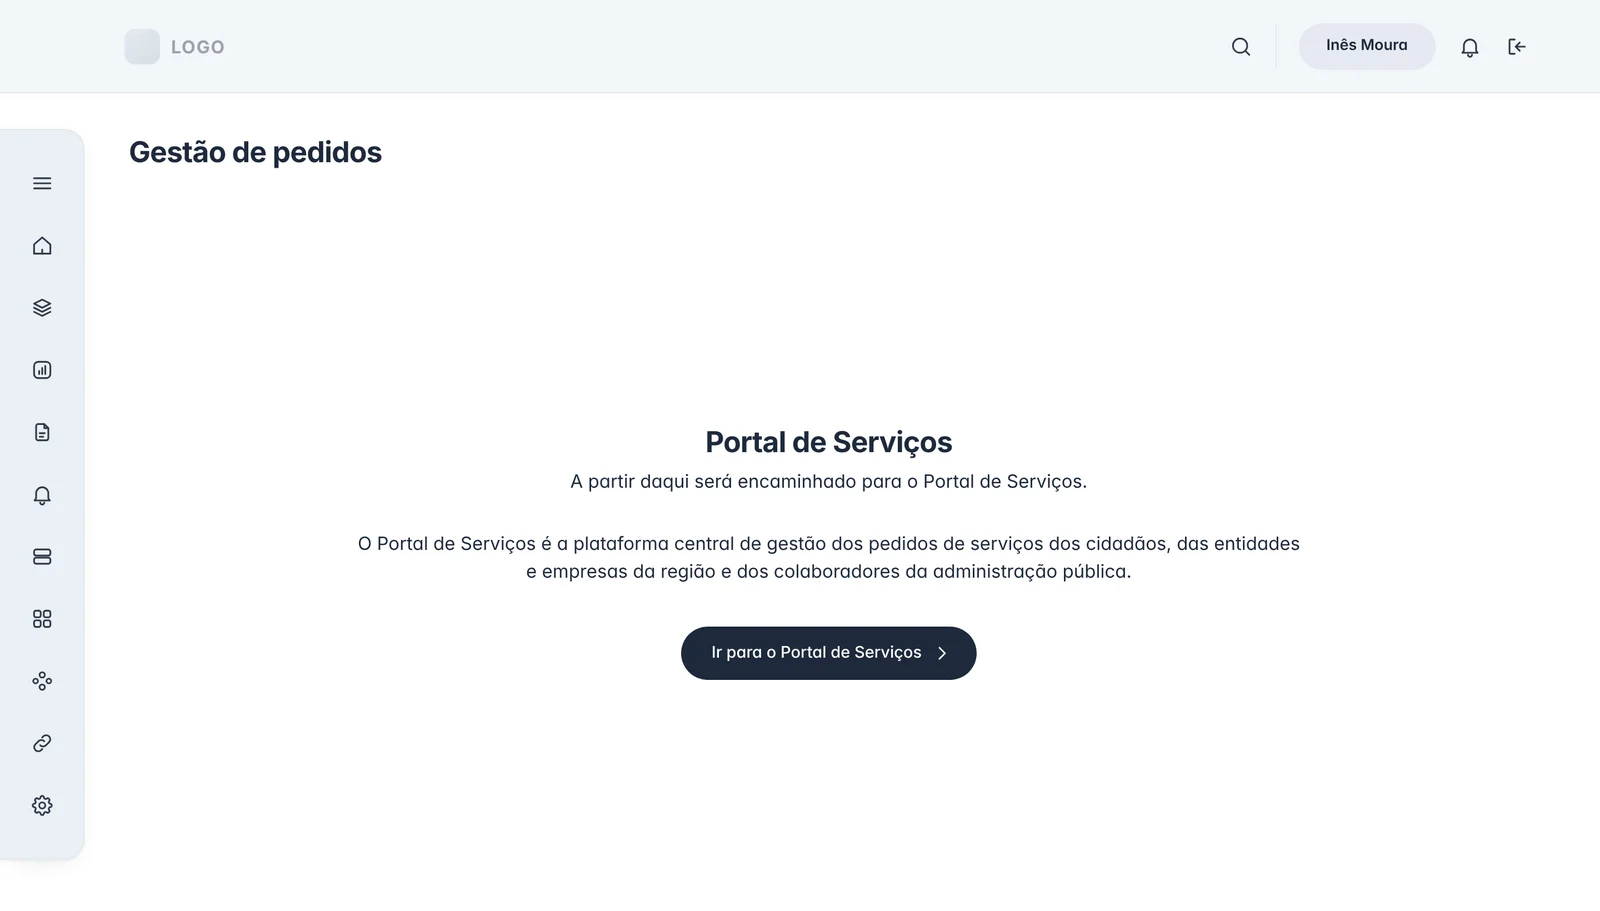 LOGO
Inês Moura
Gestão de pedidos
Portal de Serviços
A partir daqui será encaminhado para o Portal de Serviços.
O Portal de Serviços é a plataforma central de gestão dos pedidos de serviços dos cidadãos, das entidades
e empresas da região e dos colaboradores da administração pública.
Ir para o Portal de Serviços